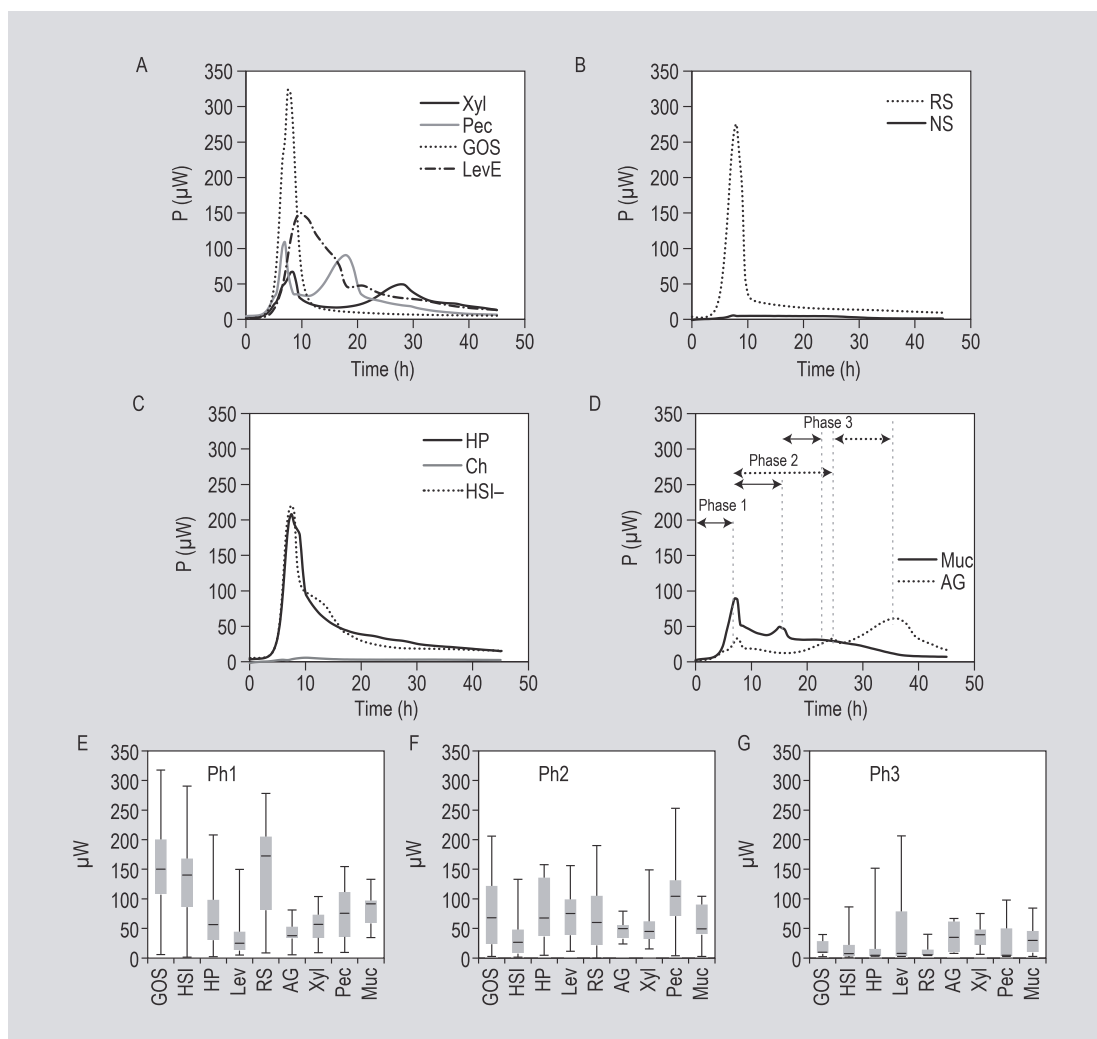 A
350
300
250
200
150
100
50
0
P (µW)
0 10 20 30 40 50
Time (h)
Xyl
Pec
GOS
LevE
B
350
300
250
200
150
100
50
0
P (µW)
0 10 20 30 40 50
Time (h)
RS
NS
C
350
300
250
200
150
100
50
0
P (µW)
0 10 20 30 40 50
Time (h)
HP
Ch
HSI–
D
350
300
250
200
150
100
50
0
P (µW)
0 10 20 30 40 50
Time (h)
Phase 3
Phase 2
Phase 1
Muc
AG
E
350
300
250
200
150
100
50
0
µW
Ph1
GOS HSI HP Lev RS AG Xyl Pec Muc
F
350
300
250
200
150
100
50
0
µW
Ph2
GOS HSI HP Lev RS AG Xyl Pec Muc
G
350
300
250
200
150
100
50
0
µW
Ph3
GOS HSI HP Lev RS AG Xyl Pec Muc